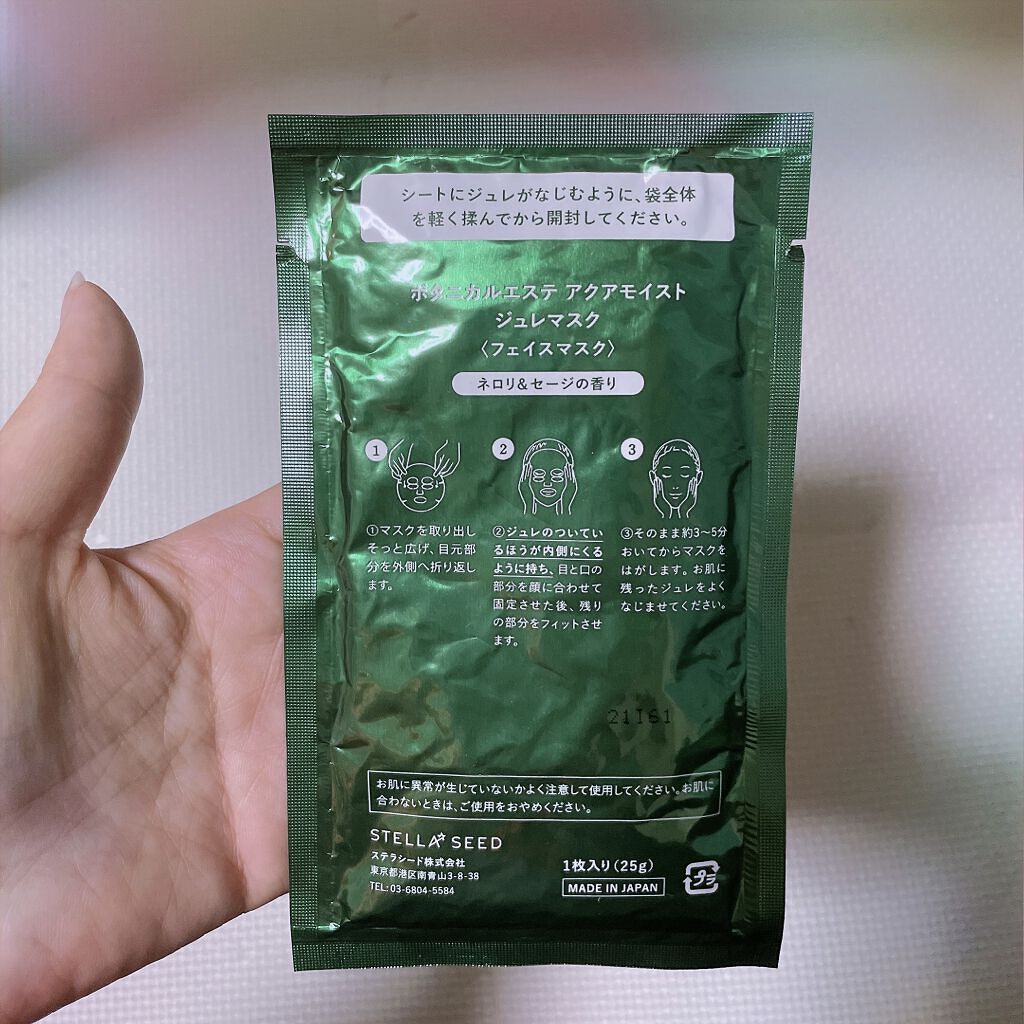 シートにジュレがなじむように、袋全体
を軽く揉んでから開封してください。
ボタニカルエステ アクアモイスト
ジュレマスク
〈フェイスマスク〉
ネロリ&セージの香り
1
①マスクを取り出し
そっと広げ、目元部
分を外側へ折り返し
ます。
2
②ジュレのついてい
るほうが内側にくる
ように持ち、目と口の
部分を顔に合わせて
固定させた後、残り
の部分をフィットさせ
ます。
3
③そのまま約3〜5分
おいてからマスクを
はがします。お肌に
残ったジュレをよく
なじませてください。
21I61
お肌に異常が生じていないかよく注意して使用してください。お肌に
合わないときは、ご使用をおやめください。
STELLA SEED
ステラシード株式会社
東京都港区南青山3-8-38
TEL:03-6804-5584
1枚入り(25g)
MADE IN JAPAN
プラ